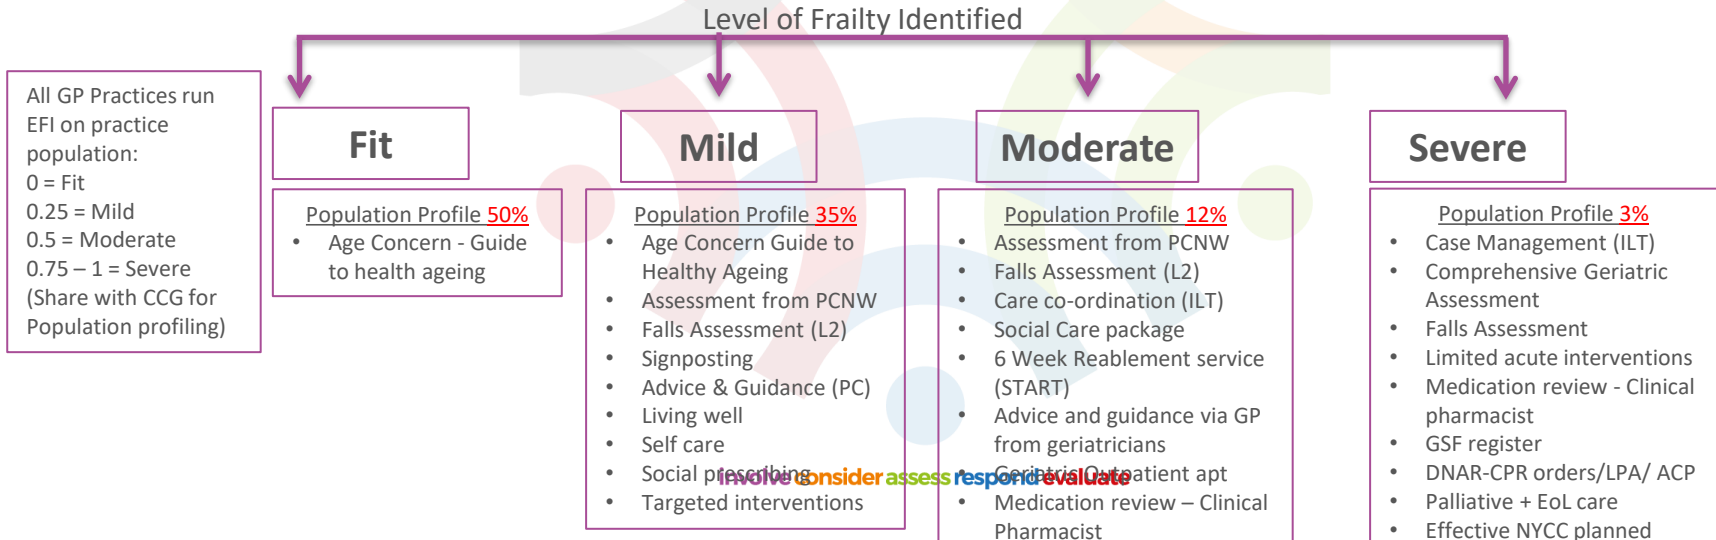 Level of Frailty Identified
All GP Practices run
EFI on practice
population:
0 = Fit
0.25 = Mild
0.5 = Moderate
0.75 – 1 = Severe
(Share with CCG for
Population profiling)
Fit
Population Profile 50%
• Age Concern - Guide
to health ageing
Mild
Population Profile 35%
• Age Concern Guide to
Healthy Ageing
• Assessment from PCNW
• Falls Assessment (L2)
• Signposting
• Advice & Guidance (PC)
• Living well
• Self care
• Social prescribing
• Targeted interventions
Moderate
Population Profile 12%
• Assessment from PCNW
• Falls Assessment (L2)
• Care co-ordination (ILT)
• Social Care package
• 6 Week Reablement service
(START)
• Advice and guidance via GP
from geriatricians
• Geriatric Outpatient apt
• Medication review – Clinical
Pharmacist
Severe
Population Profile 3%
• Case Management (ILT)
• Comprehensive Geriatric
Assessment
• Falls Assessment
• Limited acute interventions
• Medication review - Clinical
pharmacist
• GSF register
• DNAR-CPR orders/LPA/ ACP
• Palliative + EoL care
• Effective NYCC planned
involve consider assess respond evaluate